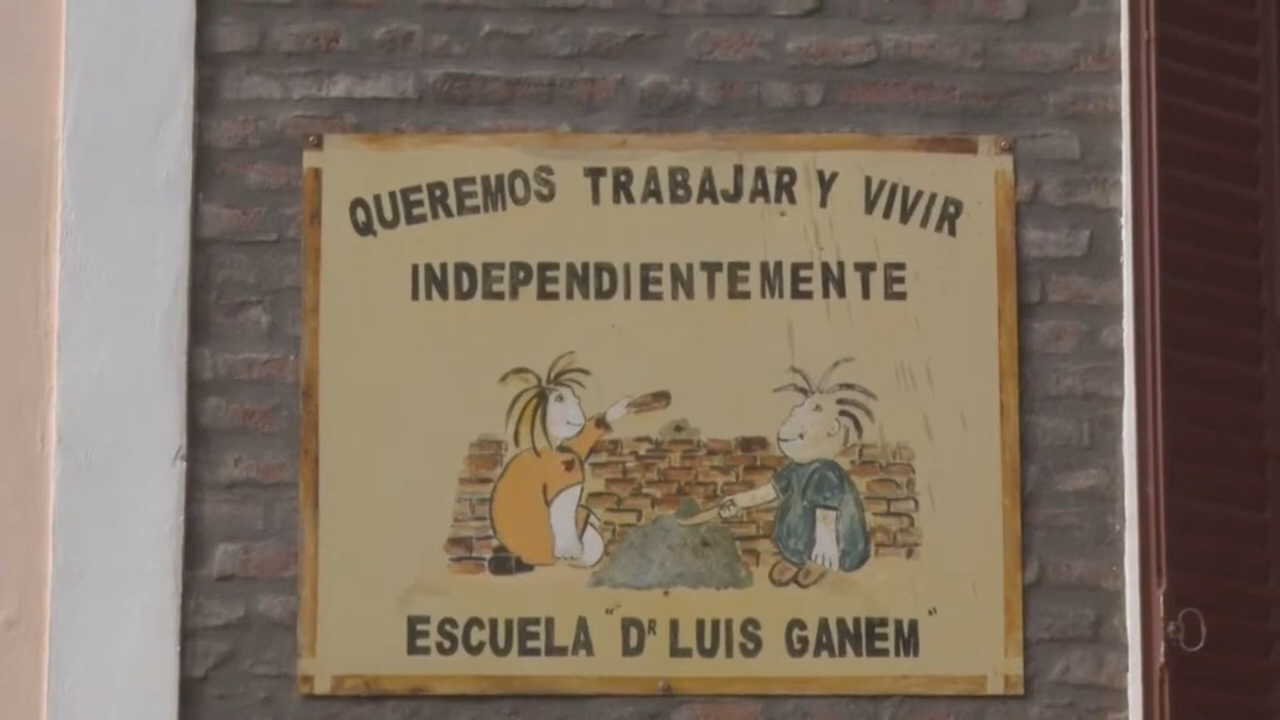 QUEREMOS TRABAJAR Y VIVIR
INDEPENDIENTEMENTE
ESCUELA "DR LUIS GANEM"